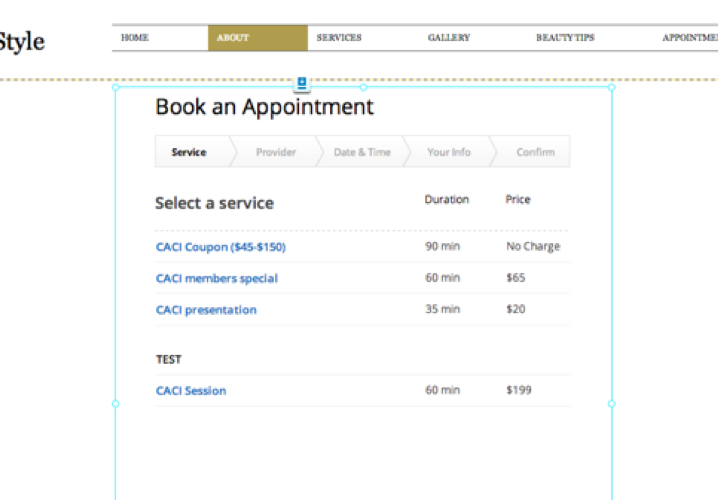 Style HOME ABOUT SERVICES GALLERY BEAUTY TIPS
Book an Appointment
Service Provider Date & Time Your Info Confirm
Select a service Duration Price
CACI Coupon ($45-$150) 90 min No Charge
CACI members special 60 min $65
CACI presentation 35 min $20
TEST
CACI Session 60 min $199